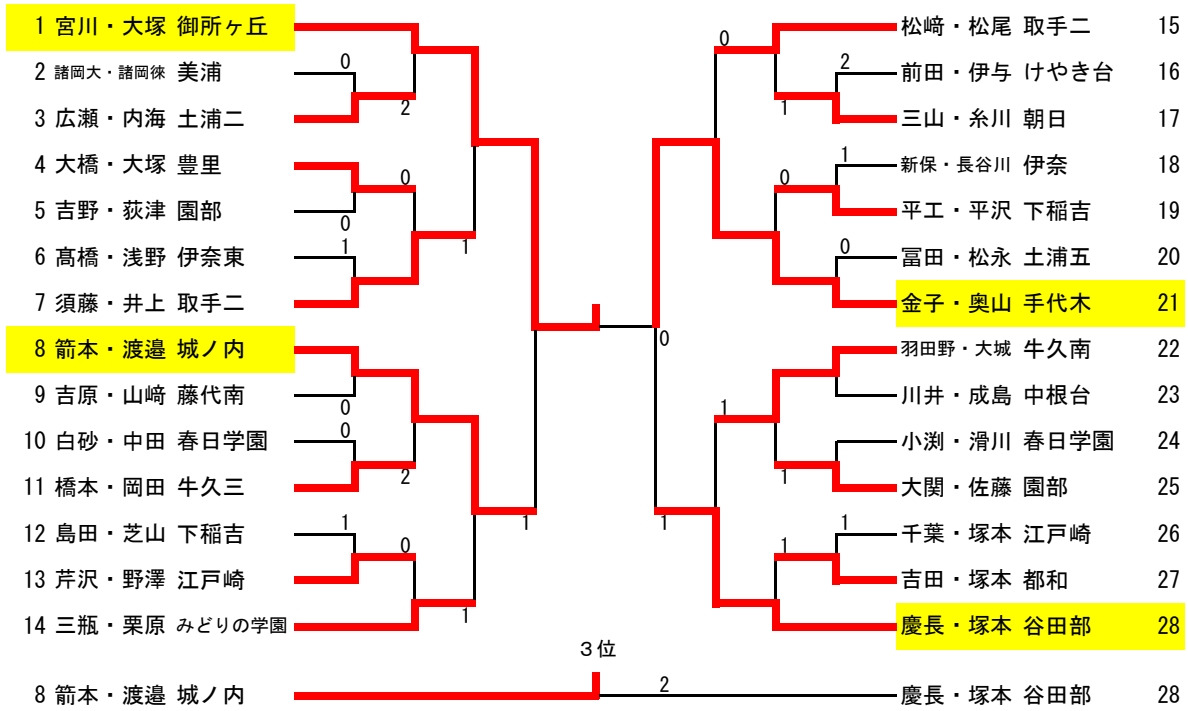 1 宮川・大塚 御所ヶ丘
2 諸岡大・諸岡徠 美浦
0
3 広瀬・内海 土浦二
2
4 大橋・大塚 豊里
0
5 吉野・荻津 園部
0
6 髙橋・浅野 伊奈東
1
1
7 須藤・井上 取手二
8 箭本・渡邉 城ノ内
9 吉原・山﨑 藤代南
0
10 白砂・中田 春日学園
0
11 橋本・岡田 牛久三
2
12 島田・芝山 下稲吉
1
1
13 芹沢・野澤 江戸崎
0
14 三瓶・栗原 みどりの学園
1
0
松﨑・松尾 取手二 15
2
前田・伊与 けやき台 16
1
三山・糸川 朝日 17
1
新保・長谷川 伊奈 18
0
平工・平沢 下稲吉 19
0
冨田・松永 土浦五 20
金子・奥山 手代木 21
0
羽田野・大城 牛久南 22
川井・成島 中根台 23
1
小渕・滑川 春日学園 24
1
大関・佐藤 園部 25
1
1
千葉・塚本 江戸崎 26
1
吉田・塚本 都和 27
慶長・塚本 谷田部 28
3位
8 箭本・渡邉 城ノ内
2
慶長・塚本 谷田部 28